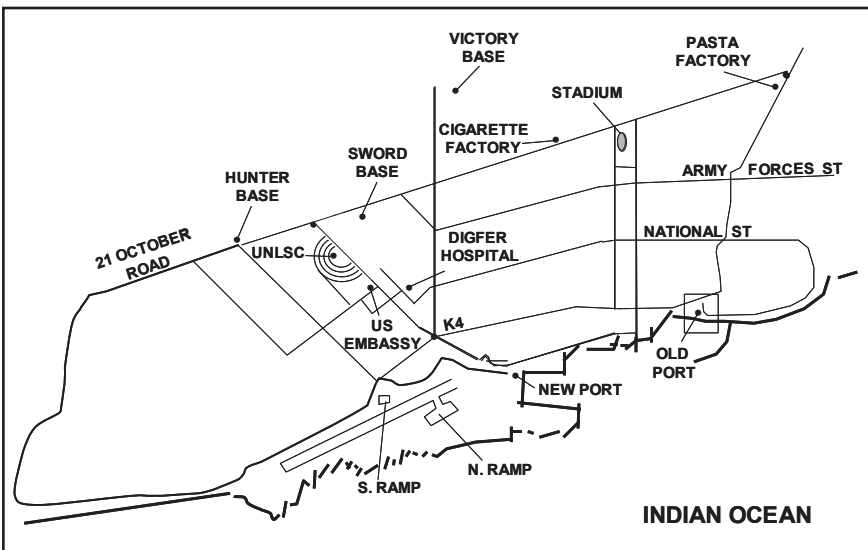 VICTORY
BASE
PASTA
FACTORY
STADIUM
CIGARETTE
FACTORY
SWORD
BASE
HUNTER
BASE
ARMY FORCES ST
21 OCTOBER
ROAD
UNLSC
DIGFER
HOSPITAL
NATIONAL ST
US
EMBASSY
K4
OLD
PORT
NEW PORT
N. RAMP
S. RAMP
INDIAN OCEAN